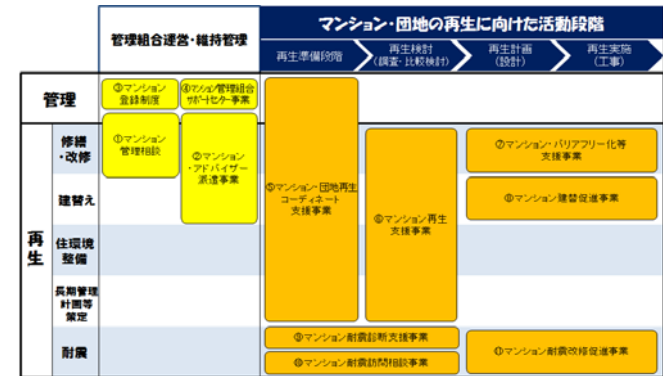 マンション・団地の再生に向けた活動段階
管理組合運営・維持管理
再生準備段階
再生検討
(調査・比較検討)
再生計画
(設計)
再生実施
(工事)
管理
③マンション
登録制度
④マンション管理組合
サポートセンター事業
再生
修繕
・改修
①マンション
管理相談
②マンション
・アドバイザー
派遣事業
⑤マンション・団地再生
コーディネート
支援事業
⑥マンション再生
支援事業
⑦マンション・バリアフリー化等
支援事業
建替え
⑧マンション建替促進事業
住環境
整備
長期管理
計画等
策定
耐震
⑨マンション耐震診断支援事業
⑩マンション耐震訪問相談事業
⑪マンション耐震改修促進事業